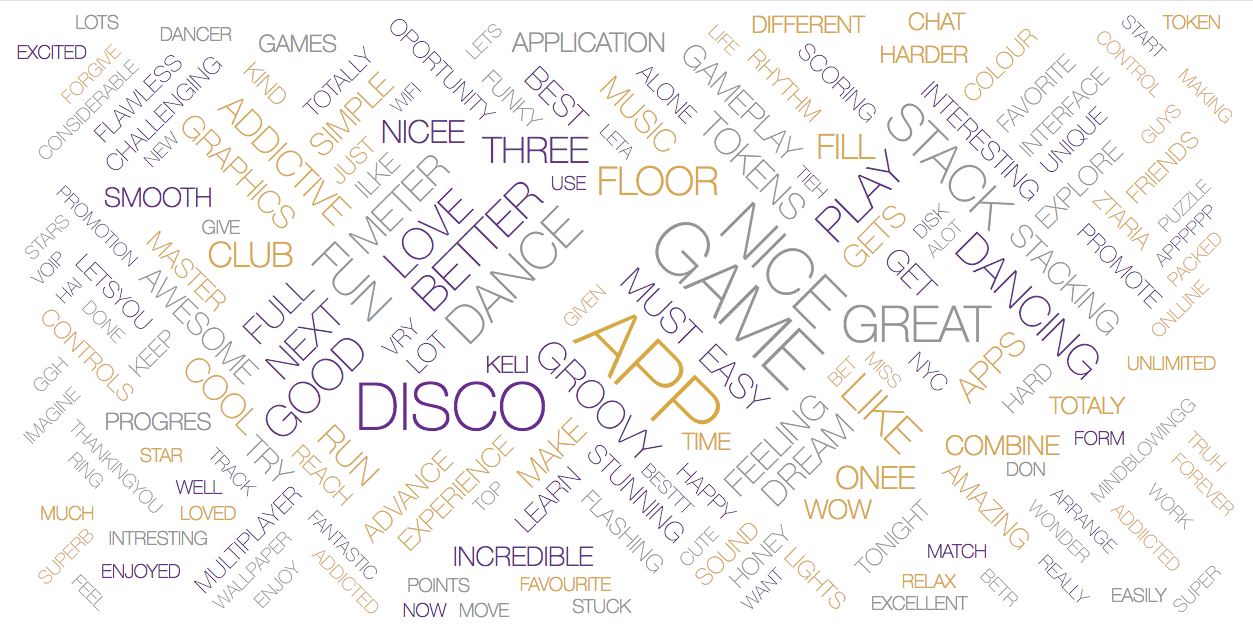 LOTS
DANCER
EXCITED
GAMES
FORGIVE
CONSIDERABLE
FLAWLESS
CHALLENGING
NEW
KIND
TOTALLY
OPORTUNITY
LETS
APPLICATION
WIFI
FUNKY
BEST
SIMPLE
JUST
ILKE
ADDICTIVE
GRAPHICS
NICEE
THREE
USE
LETA
ALONE
MUSIC
FLOOR
LIFE
RHYTHM
GAMEPLAY
TOKENS
DIFFERENT
SCORING
CHAT
HARDER
COLOUR
START
TOKEN
CONTROL
MAKING
FAVORITE
INTERFACE
UNIQUE
GUYS
FRIENDS
EXPLORE
INTERESTING
STACK
FILL
PLAY
TIEH
GETS
DISK
ALOT
GET
STACKING
DANCING
PROMOTE
ZTARIA
PUZZLE
APPPPP
PACKED
ONLINE
SMOOTH
GIVE
CLUB
PROMOTION
STARS
VOIP
HAI
LETSYOU
MASTER
AWESOME
DONE
KEEP
CONTROLS
GGH
IMAGINE
FUMETER
FUN
LOVE
BETTER
DANCE
FULL
NEXT
GOOD
VRY
LOT
COOL
TRY
DISCO
KELI
GIVEN
MUST
APP
EASY
GROOVY
NICE
GAME
GREAT
BET
MISS
NYC
LIKE
APPS
HARD
UNLIMITED
TOTALY
FORM
COMBINE
DON
MINDBLOWINGG
TRUH
FOREVER
WORK
ADDICTED
ARRANGE
WONDER
REALLY
AMAZING
ONEE
WOW
FEELING
DREAM
TIME
PROGRES
STAR
THANKINGYOU
RING
TRACK
WELL
LOVED
MUCH
INTRESTING
SUPERB
FEEL
ENJOYED
MULTIPLAYER
WALLPAPER
ENJOY
RUN
REACH
FANTASTIC
ADDICTED
ADVANCE
EXPERIENCE
TOP
MAKE
LEARN
STUNNING
FLASHING
BESTTT
HAPPY
CUTE
SOUND
HONEY
WANT
LIGHTS
TONIGHT
INCREDIBLE
POINTS
FAVOURITE
NOW
MOVE
STUCK
MATCH
RELAX
EXCELLENT
BETR
EASILY
SUPER